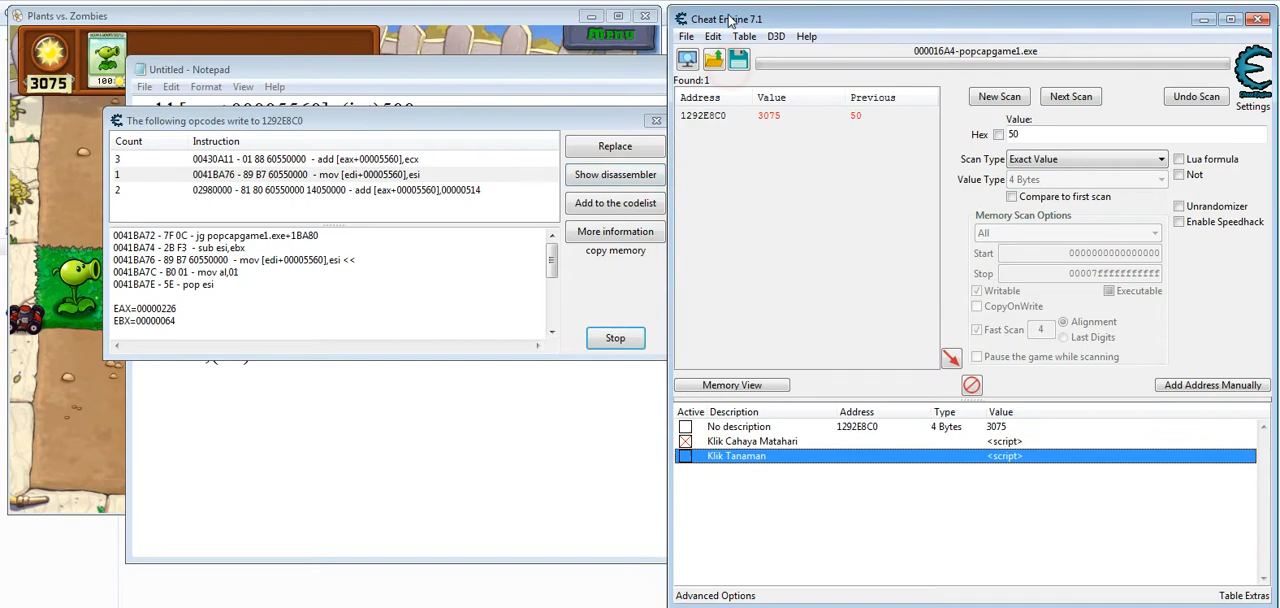 Plants vs. Zombies
3075
100
Menu
Untitled - Notepad
File Edit Format View Help
The following opcodes write to 1292E8C0
Count Instruction
3 00430A11 - 01 88 60550000 - add [eax+00005560],ecx
1 0041BA76 - 89 B7 60550000 - mov [edi+00005560],esi
2 02980000 - 81 80 60550000 14050000 - add [eax+00005560],00000514
Replace
Show disassembler
Add to the codelist
More information
copy memory
Stop
0041BA72 - 7F 0C - jg popcapgame1.exe+1BA80
0041BA74 - 2B F3 - sub esi,ebx
0041BA76 - 89 B7 60550000 - mov [edi+00005560],esi <<
0041BA7C - B0 01 - mov al,01
0041BA7E - 5E - pop esi
EAX=00000226
EBX=00000064
Cheat Engine 7.1
File Edit Table D3D Help
000016A4-popcapgame1.exe
Found:1
Address Value Previous
1292E8C0 3075 50
New Scan Next Scan Undo Scan
Settings
Value:
Hex 50
Scan Type Exact Value
Lua formula
Value Type 4 Bytes
Not
Compare to first scan
Unrandomizer
Enable Speedhack
Memory Scan Options
All
Start 0000000000000000
Stop 00007fffffffffff
Writable Executable
CopyOnWrite
Fast Scan 4 Alignment
Last Digits
Pause the game while scanning
Memory View
Add Address Manually
Active Description Address Type Value
No description 1292E8C0 4 Bytes 3075
Klik Cahaya Matahari <script>
Klik Tanaman <script>
Advanced Options
Table Extras